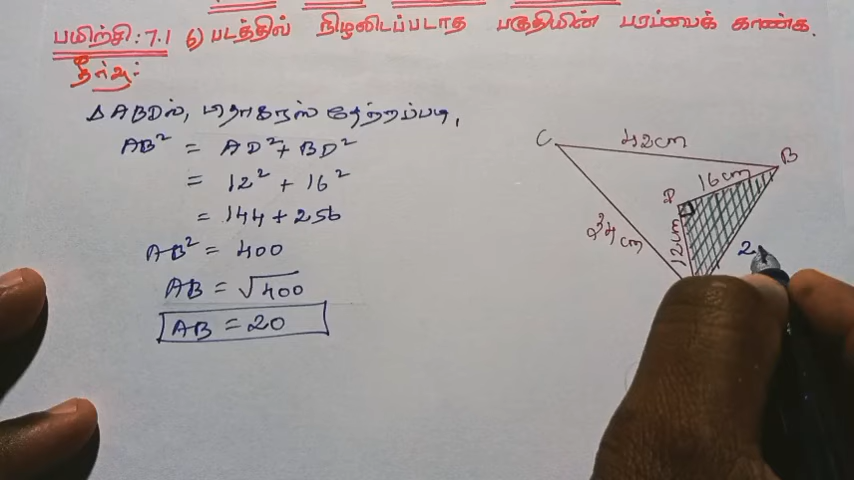 பயிற்சி:7.1 6) படத்தில் நிழலிடப்படாத பகுதியின் பரப்பைக் காண்க.
தீர்வு:
△ABDல், பிதாகரஸ் தேற்றப்படி,
AB² = AD² + BD²
= 12² + 16²
= 144 + 256
AB² = 400
AB = √400
AB = 20
C 42cm B
16cm
D
34cm 12cm
2